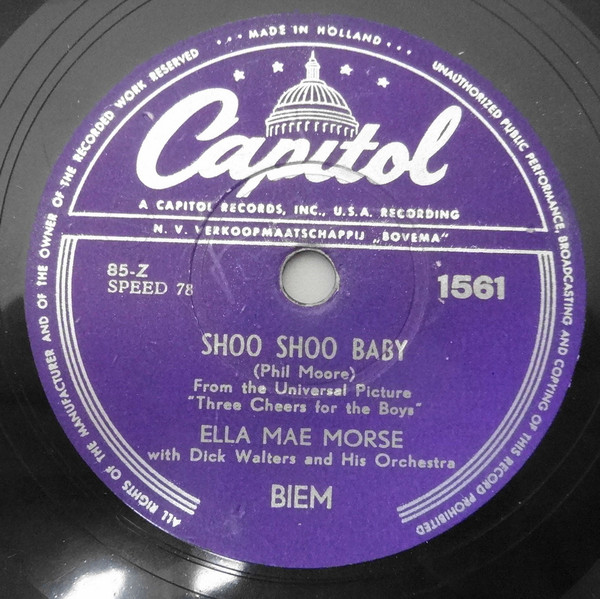 · · · MADE IN HOLLAND · · ·
ALL RIGHTS OF THE MANUFACTURER AND OF THE OWNER OF THE RECORDED WORK RESERVED
UNAUTHORIZED PUBLIC PERFORMANCE, BROADCASTING AND COPYING OF THIS RECORD PROHIBITED
Capitol
A CAPITOL RECORDS, INC., U.S.A. RECORDING
N. V. VERKOOPMAATSCHAPPIJ „BOVEMA"
85-Z
SPEED 78
1561
SHOO SHOO BABY
(Phil Moore)
From the Universal Picture
"Three Cheers for the Boys"
ELLA MAE MORSE
with Dick Walters and His Orchestra
BIEM